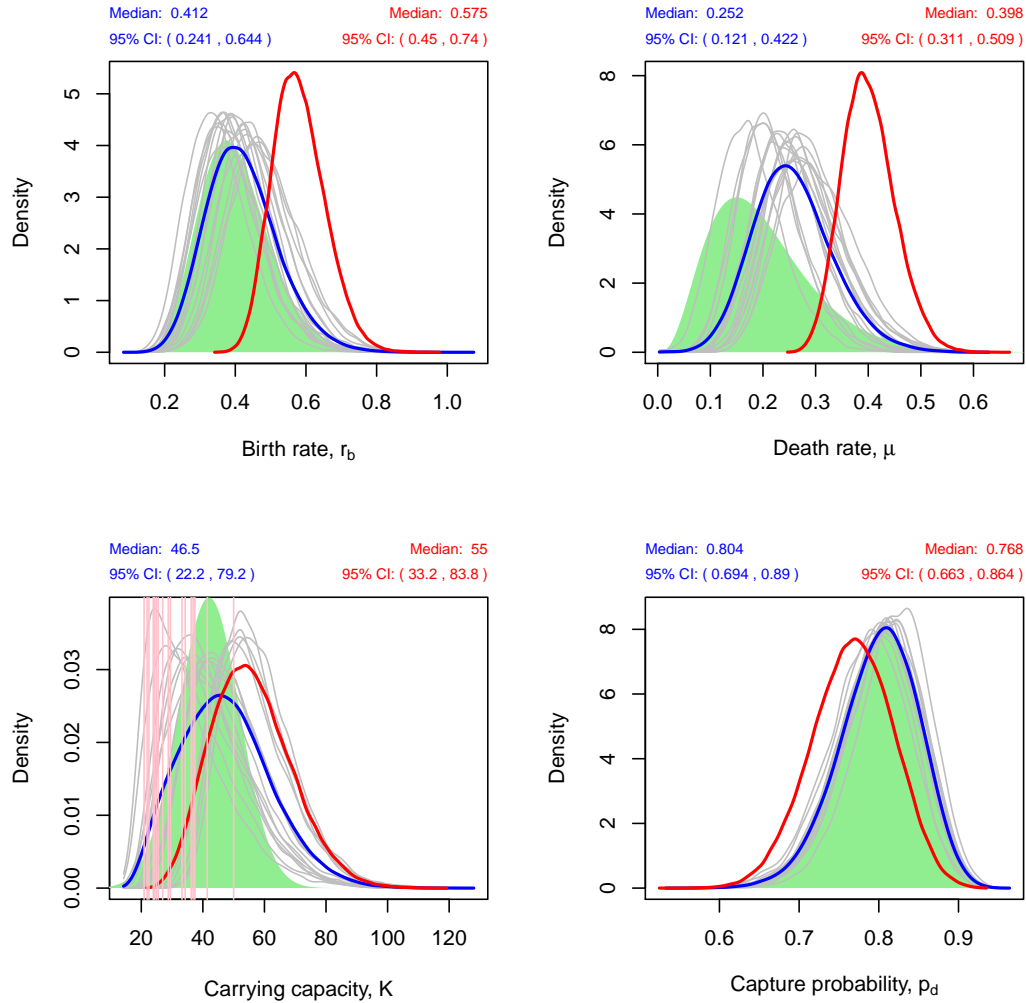 Median: 0.412 Median: 0.575
95% CI: ( 0.241 , 0.644 ) 95% CI: ( 0.45 , 0.74 )
Density
5
4
3
2
1
0
0.2 0.4 0.6 0.8 1.0
Birth rate, r_b
Median: 0.252 Median: 0.398
95% CI: ( 0.121 , 0.422 ) 95% CI: ( 0.311 , 0.509 )
Density
8
6
4
2
0
0.0 0.1 0.2 0.3 0.4 0.5 0.6
Death rate, μ
Median: 46.5 Median: 55
95% CI: ( 22.2 , 79.2 ) 95% CI: ( 33.2 , 83.8 )
Density
0.03
0.02
0.01
0.00
20 40 60 80 100 120
Carrying capacity, K
Median: 0.804 Median: 0.768
95% CI: ( 0.694 , 0.89 ) 95% CI: ( 0.663 , 0.864 )
Density
8
6
4
2
0
0.6 0.7 0.8 0.9
Capture probability, p_d